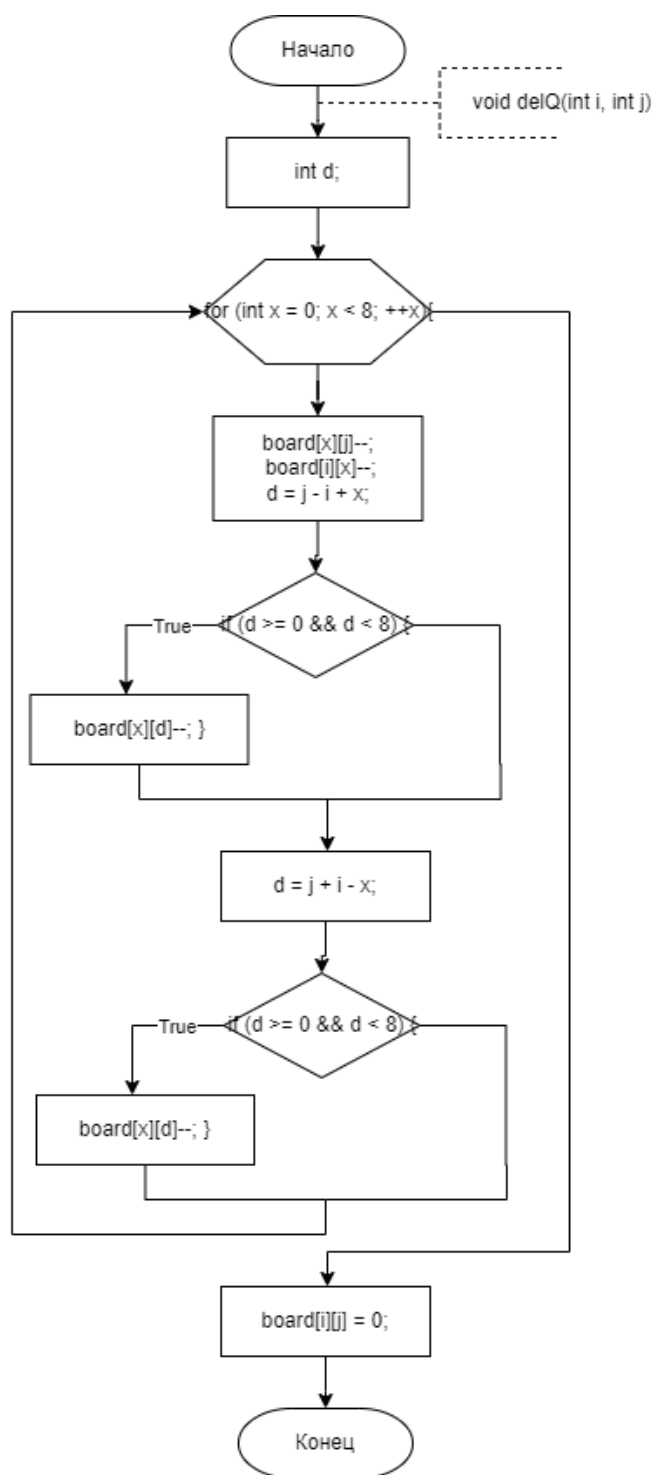 Начало
void delQ(int i, int j)
int d;
for (int x = 0; x < 8; ++x){
board[x][j]--;
board[i][x]--;
d = j - i + x;
if (d >= 0 && d < 8) {
True
board[x][d]--; }
d = j + i - x;
if (d >= 0 && d < 8) {
True
board[x][d]--; }
board[i][j] = 0;
Конец